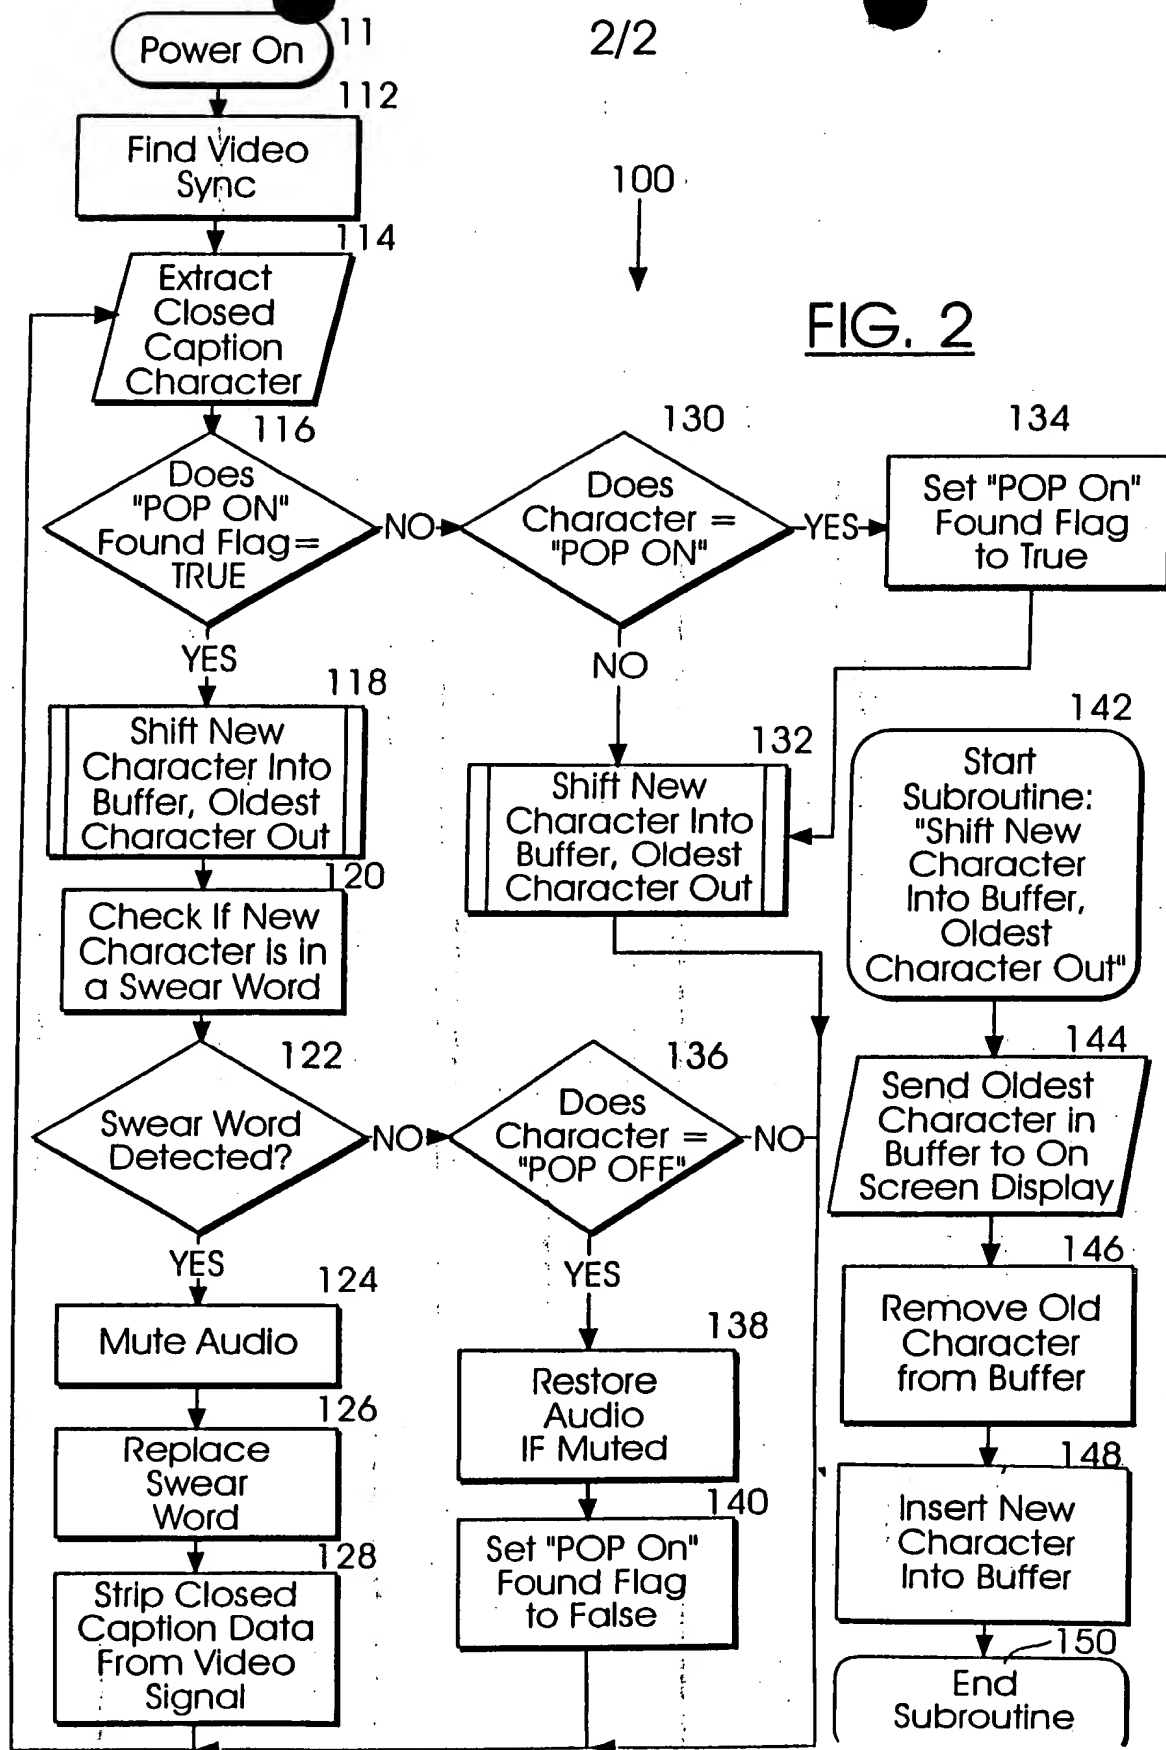 Power On
11
2/2
112
Find Video
Sync
100
114
Extract
Closed
Caption
Character
FIG. 2
116
Does
"POP ON"
Found Flag=
TRUE
NO
130
Does
Character =
"POP ON"
YES
134
Set "POP On"
Found Flag
to True
YES
NO
118
Shift New
Character Into
Buffer, Oldest
Character Out
132
Shift New
Character Into
Buffer, Oldest
Character Out
142
Start
Subroutine:
"Shift New
Character
Into Buffer,
Oldest
Character Out"
120
Check If New
Character is in
a Swear Word
122
Swear Word
Detected?
NO
136
Does
Character =
"POP OFF"
NO
144
Send Oldest
Character in
Buffer to On
Screen Display
YES
YES
124
Mute Audio
138
Restore
Audio
IF Muted
146
Remove Old
Character
from Buffer
126
Replace
Swear
Word
140
Set "POP On"
Found Flag
to False
148
Insert New
Character
Into Buffer
128
Strip Closed
Caption Data
From Video
Signal
150
End
Subroutine